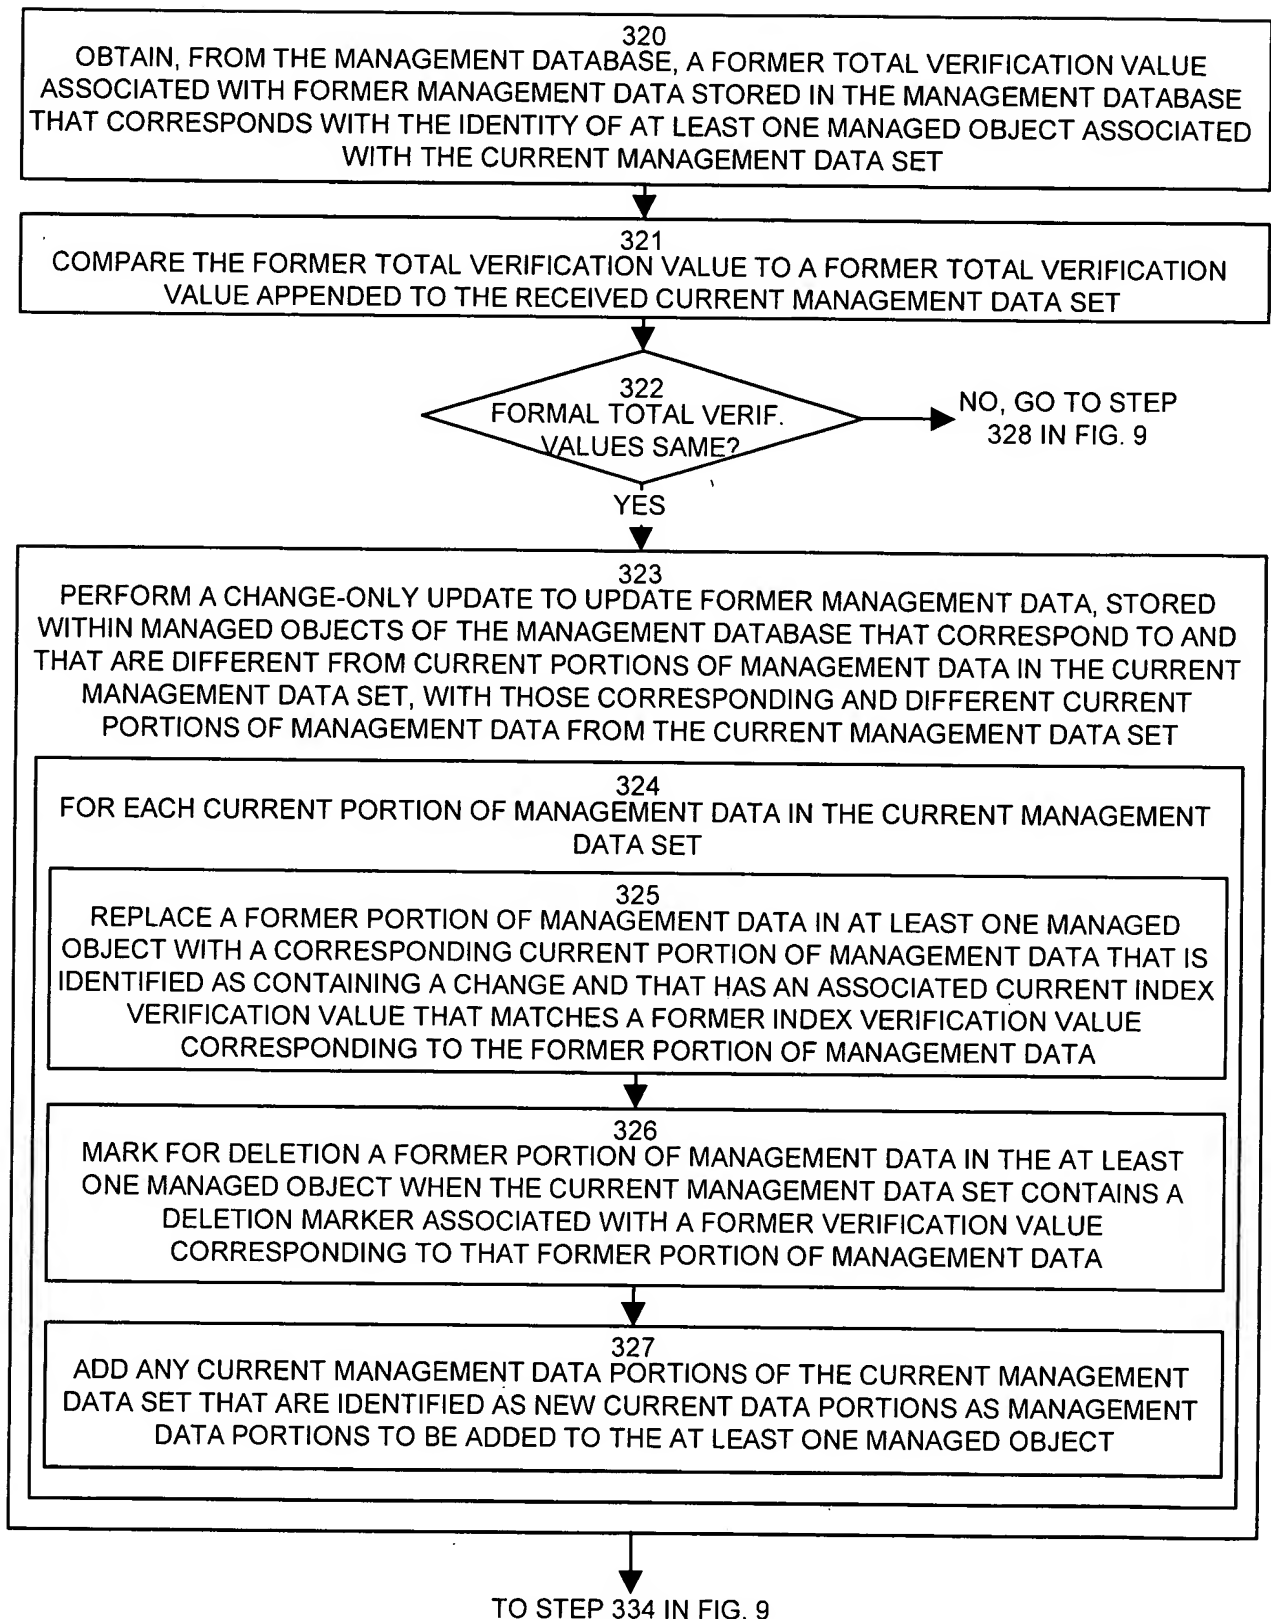 320
OBTAIN, FROM THE MANAGEMENT DATABASE, A FORMER TOTAL VERIFICATION VALUE
ASSOCIATED WITH FORMER MANAGEMENT DATA STORED IN THE MANAGEMENT DATABASE
THAT CORRESPONDS WITH THE IDENTITY OF AT LEAST ONE MANAGED OBJECT ASSOCIATED
WITH THE CURRENT MANAGEMENT DATA SET
321
COMPARE THE FORMER TOTAL VERIFICATION VALUE TO A FORMER TOTAL VERIFICATION
VALUE APPENDED TO THE RECEIVED CURRENT MANAGEMENT DATA SET
322
FORMAL TOTAL VERIF.
VALUES SAME?
NO, GO TO STEP
328 IN FIG. 9
YES
323
PERFORM A CHANGE-ONLY UPDATE TO UPDATE FORMER MANAGEMENT DATA, STORED
WITHIN MANAGED OBJECTS OF THE MANAGEMENT DATABASE THAT CORRESPOND TO AND
THAT ARE DIFFERENT FROM CURRENT PORTIONS OF MANAGEMENT DATA IN THE CURRENT
MANAGEMENT DATA SET, WITH THOSE CORRESPONDING AND DIFFERENT CURRENT
PORTIONS OF MANAGEMENT DATA FROM THE CURRENT MANAGEMENT DATA SET
324
FOR EACH CURRENT PORTION OF MANAGEMENT DATA IN THE CURRENT MANAGEMENT
DATA SET
325
REPLACE A FORMER PORTION OF MANAGEMENT DATA IN AT LEAST ONE MANAGED
OBJECT WITH A CORRESPONDING CURRENT PORTION OF MANAGEMENT DATA THAT IS
IDENTIFIED AS CONTAINING A CHANGE AND THAT HAS AN ASSOCIATED CURRENT INDEX
VERIFICATION VALUE THAT MATCHES A FORMER INDEX VERIFICATION VALUE
CORRESPONDING TO THE FORMER PORTION OF MANAGEMENT DATA
326
MARK FOR DELETION A FORMER PORTION OF MANAGEMENT DATA IN THE AT LEAST
ONE MANAGED OBJECT WHEN THE CURRENT MANAGEMENT DATA SET CONTAINS A
DELETION MARKER ASSOCIATED WITH A FORMER VERIFICATION VALUE
CORRESPONDING TO THAT FORMER PORTION OF MANAGEMENT DATA
327
ADD ANY CURRENT MANAGEMENT DATA PORTIONS OF THE CURRENT MANAGEMENT
DATA SET THAT ARE IDENTIFIED AS NEW CURRENT DATA PORTIONS AS MANAGEMENT
DATA PORTIONS TO BE ADDED TO THE AT LEAST ONE MANAGED OBJECT
TO STEP 334 IN FIG. 9